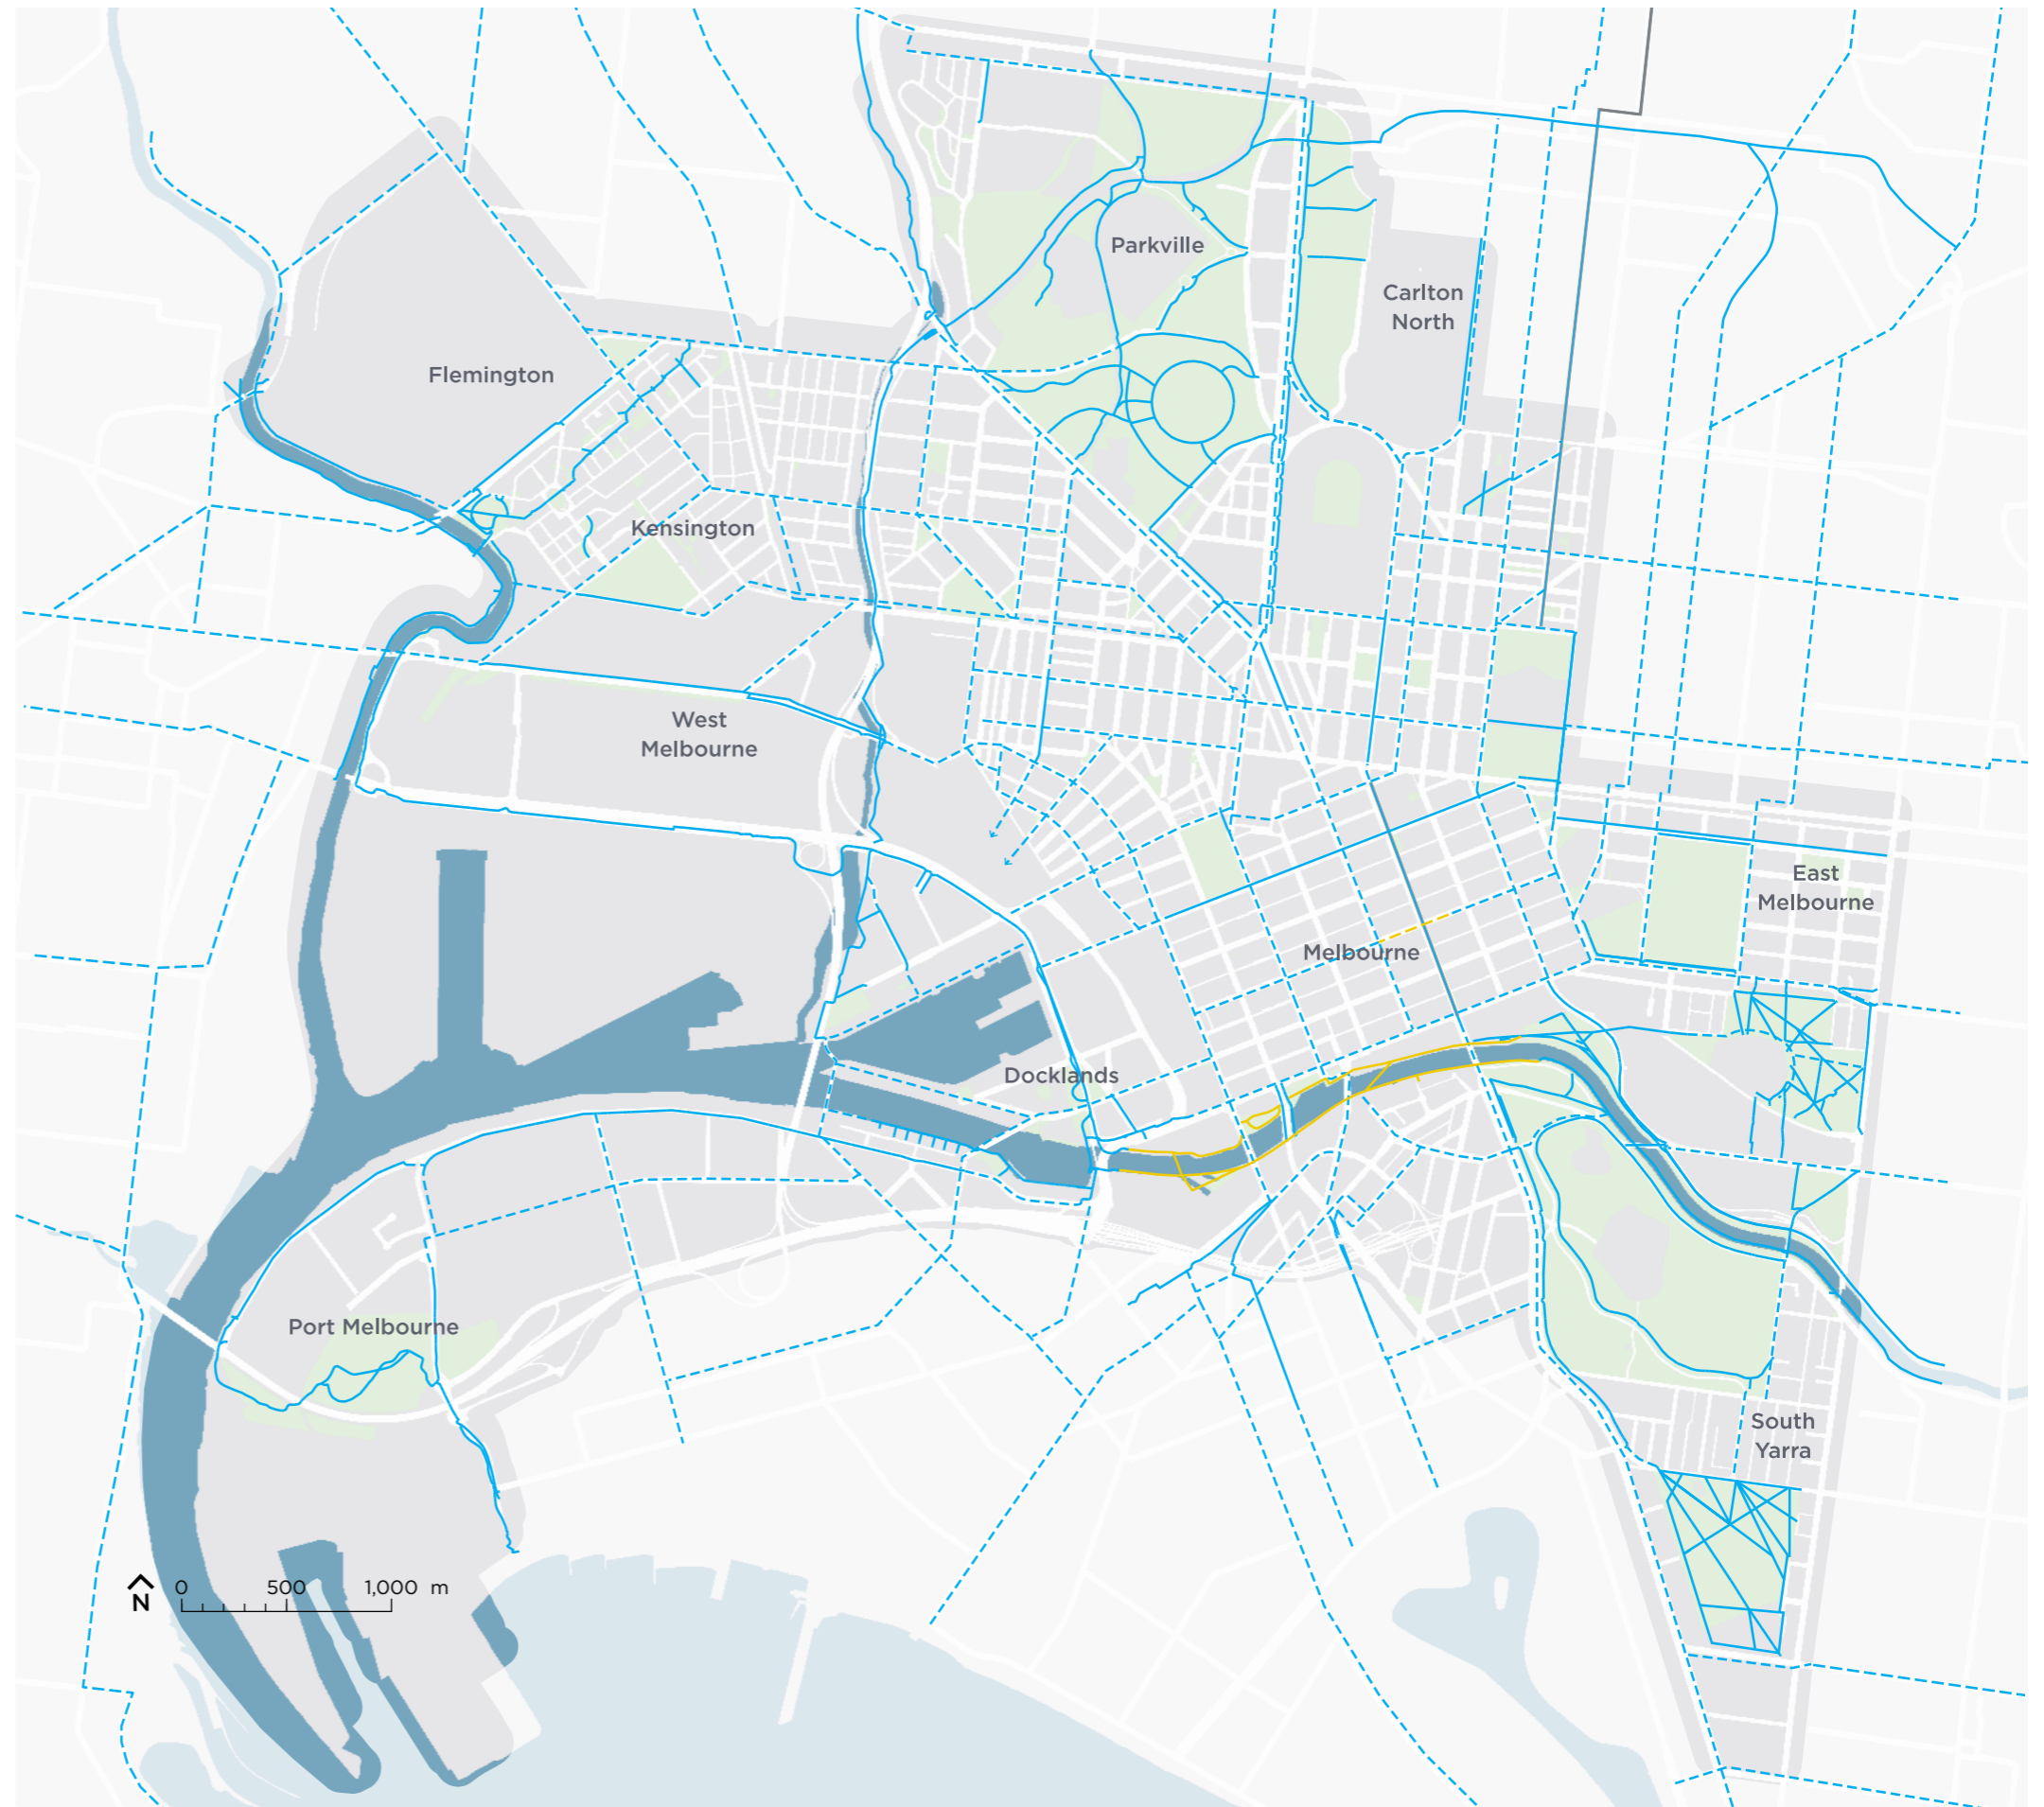 Parkville
Carlton
North
Flemington
Kensington
West
Melbourne
East
Melbourne
Melbourne
Docklands
Port Melbourne
South
Yarra
N
0 500 1,000 m